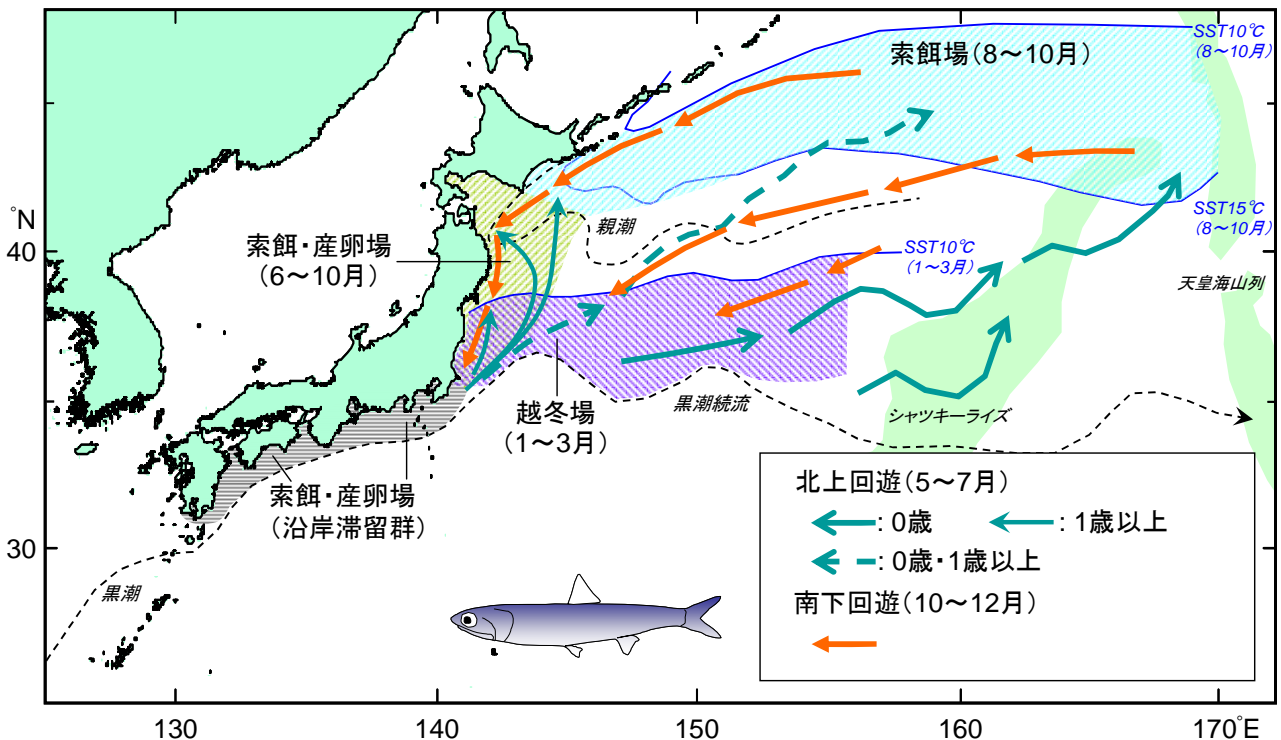 SST10℃
(8～10月)
索餌場(8～10月)
°N
40
30
索餌・産卵場
(6～10月)
親潮
SST10℃
(1～3月)
SST15℃
(8～10月)
天皇海山列
越冬場
(1～3月)
黒潮続流
シャツキーライズ
索餌・産卵場
(沿岸滞留群)
黒潮
北上回遊(5～7月)
: 0歳
: 1歳以上
: 0歳・1歳以上
南下回遊(10～12月)
130
140
150
160
170°E